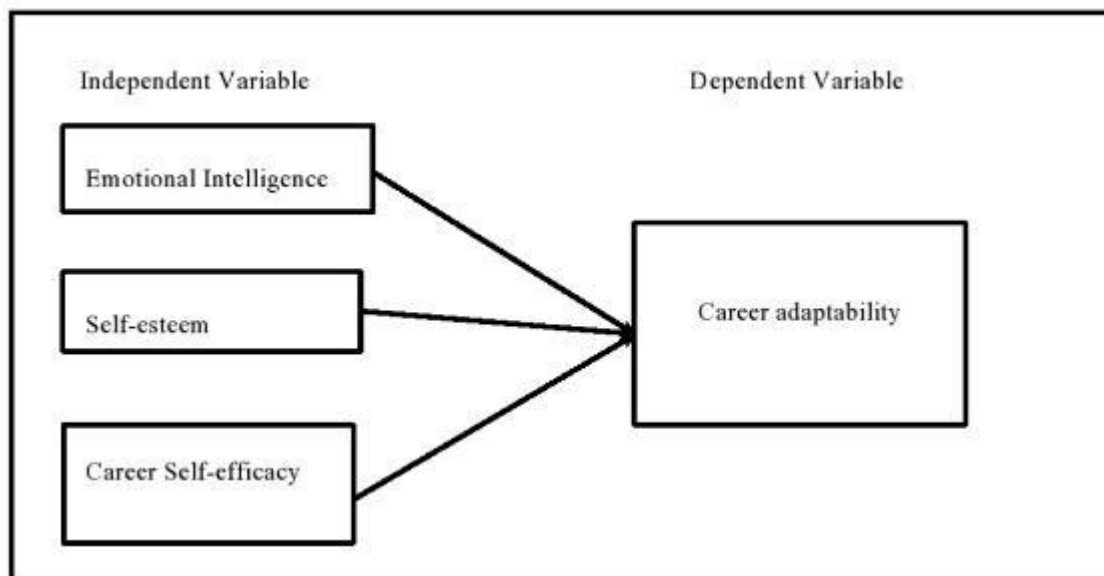 Independent Variable
Dependent Variable
Emotional Intelligence
Self-esteem
Career adaptability
Career Self-efficacy